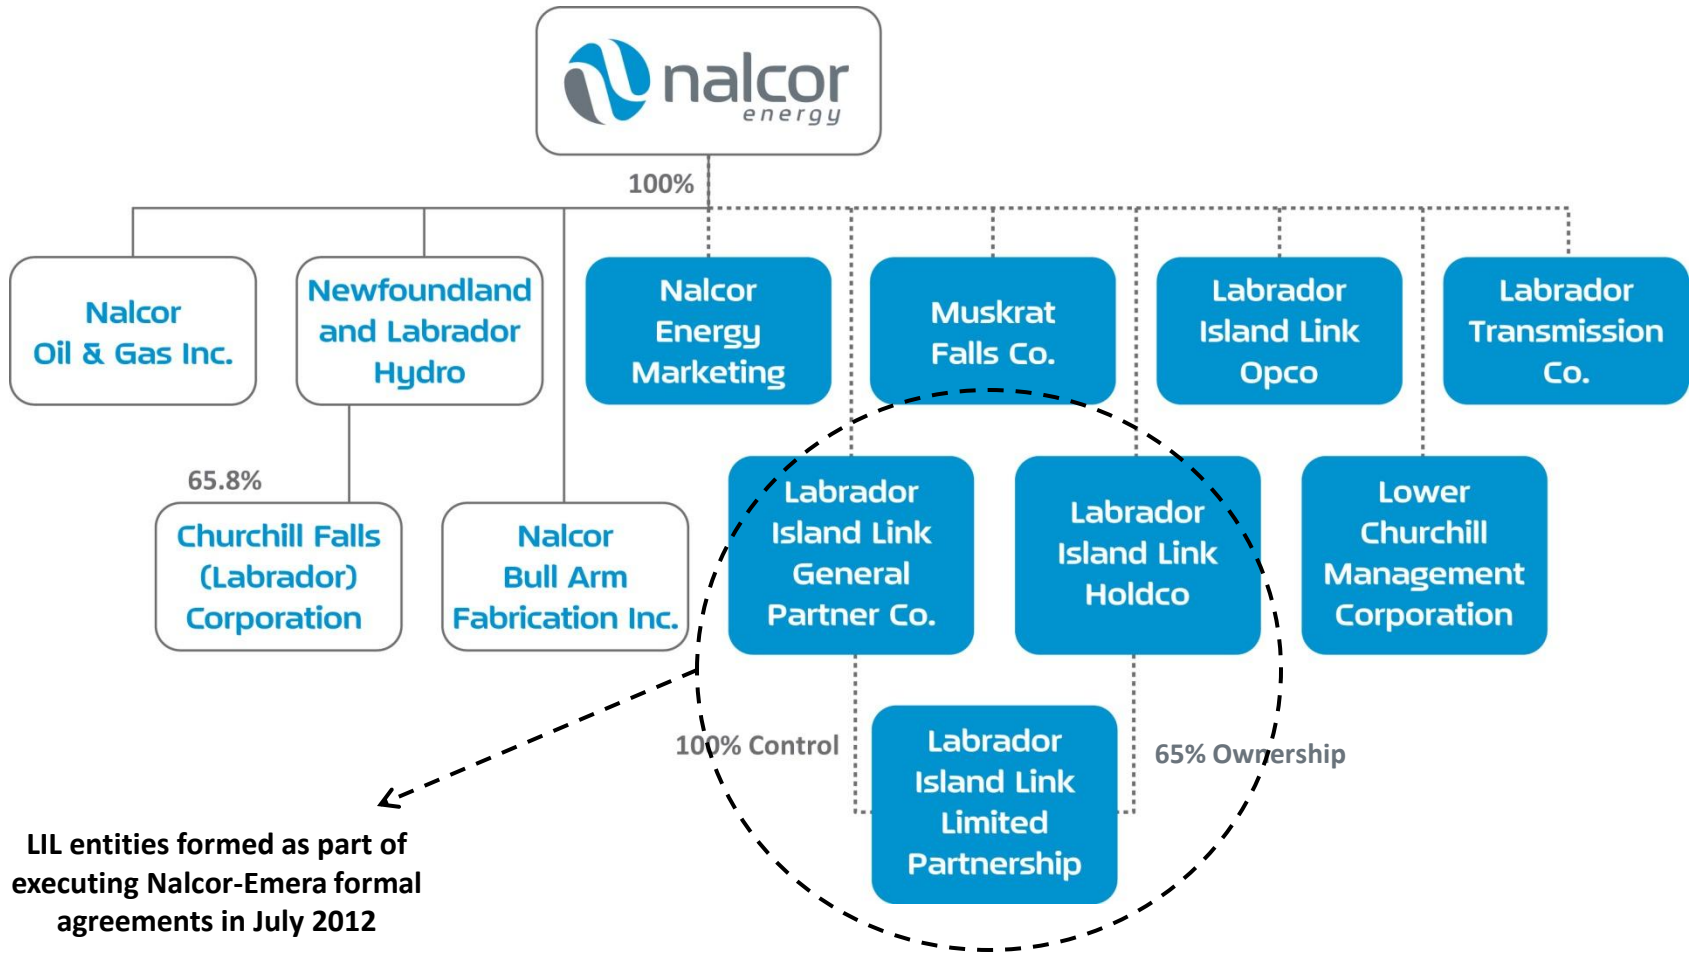 nalcor
energy
100%
Nalcor
Oil & Gas Inc.
Newfoundland
and Labrador
Hydro
Nalcor
Energy
Marketing
Muskrat
Falls Co.
Labrador
Island Link
Opco
Labrador
Transmission
Co.
65.8%
Churchill Falls
(Labrador)
Corporation
Nalcor
Bull Arm
Fabrication Inc.
Labrador
Island Link
General
Partner Co.
Labrador
Island Link
Holdco
Lower
Churchill
Management
Corporation
100% Control
Labrador
Island Link
Limited
Partnership
65% Ownership
LIL entities formed as part of
executing Nalcor-Emera formal
agreements in July 2012